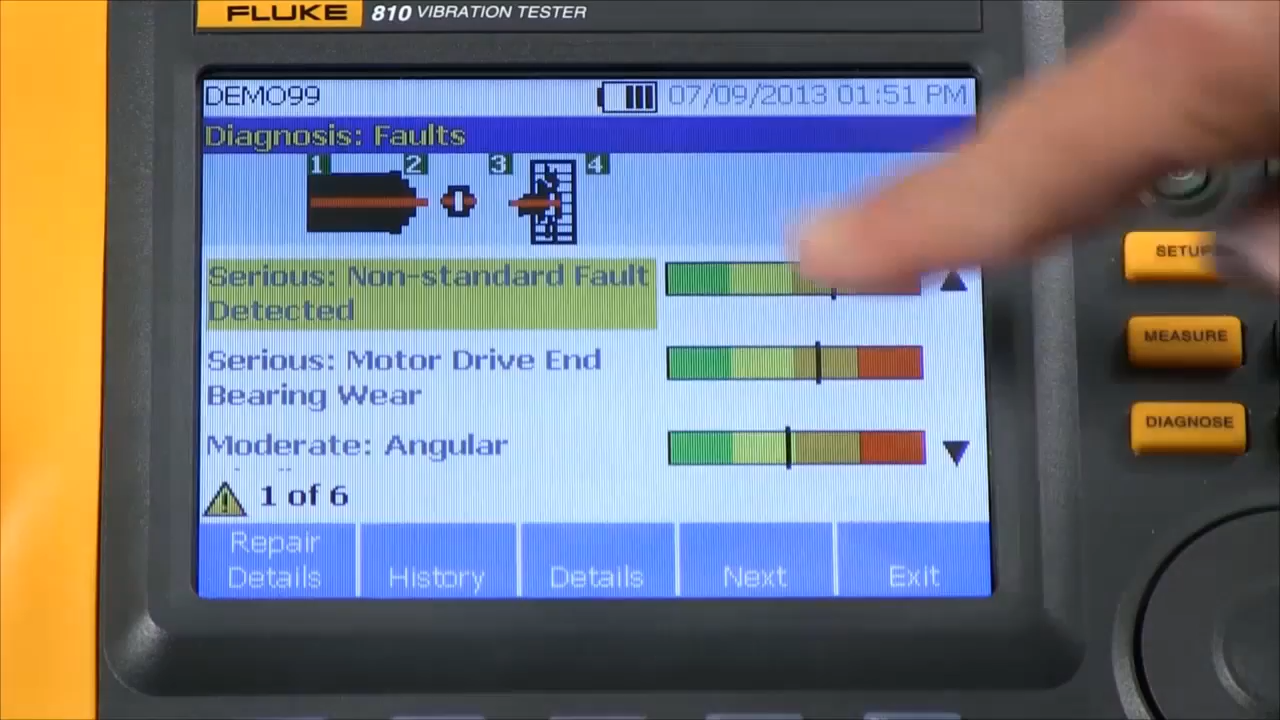 FLUKE 810 VIBRATION TESTER
DEMO99 07/09/2013 01:51 PM
Diagnosis: Faults
1 2 3 4
Serious: Non-standard Fault
Detected
Serious: Motor Drive End
Bearing Wear
Moderate: Angular
1 of 6
Repair
Details
History
Details
Next
Exit
SETUP
MEASURE
DIAGNOSE